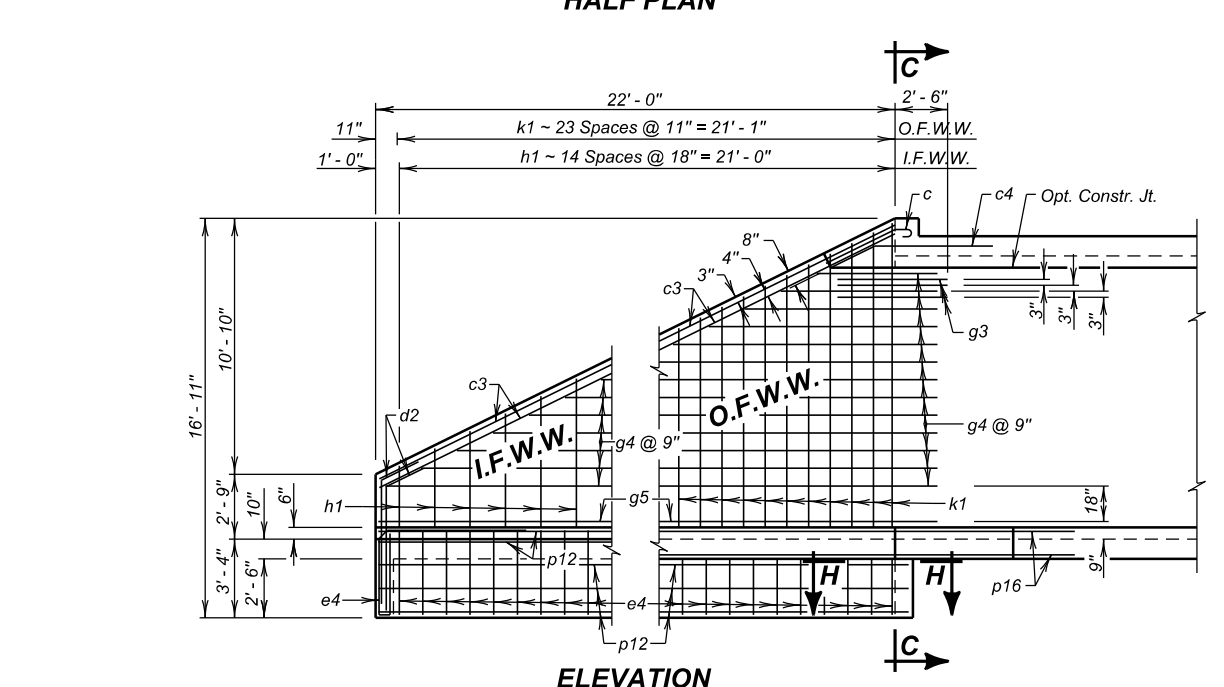 HALF PLAN
C
22' - 0"
2' - 6"
11"
k1 ~ 23 Spaces @ 11" = 21' - 1"
O.F.W.W.
1' - 0"
h1 ~ 14 Spaces @ 18" = 21' - 0"
I.F.W.W.
c
c4
Opt. Constr. Jt.
8"
4"
3"
c3
3"
3"
3"
g3
16' - 11"
10' - 10"
c3
d2
O.F.W.W.
I.F.W.W.
g4 @ 9"
g4 @ 9"
2' - 9"
10"
6"
h1
g5
k1
18"
3' - 4"
2' - 6"
p12
H
H
p16
9"
e4
e4
p12
C
ELEVATION